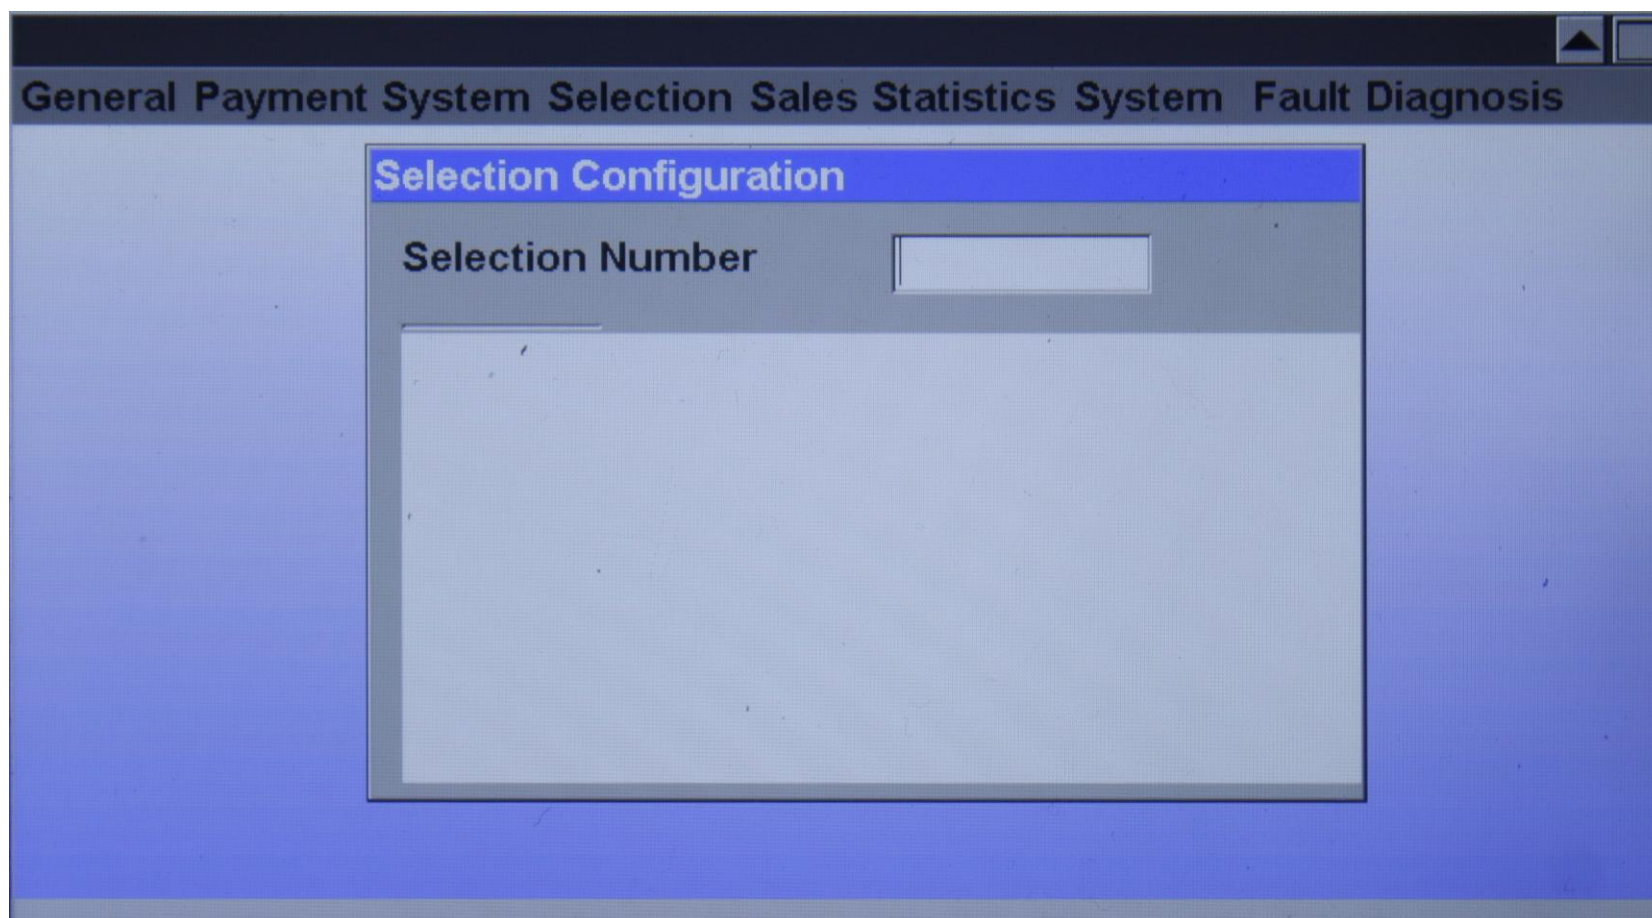 General Payment System Selection Sales Statistics System Fault Diagnosis
Selection Configuration
Selection Number